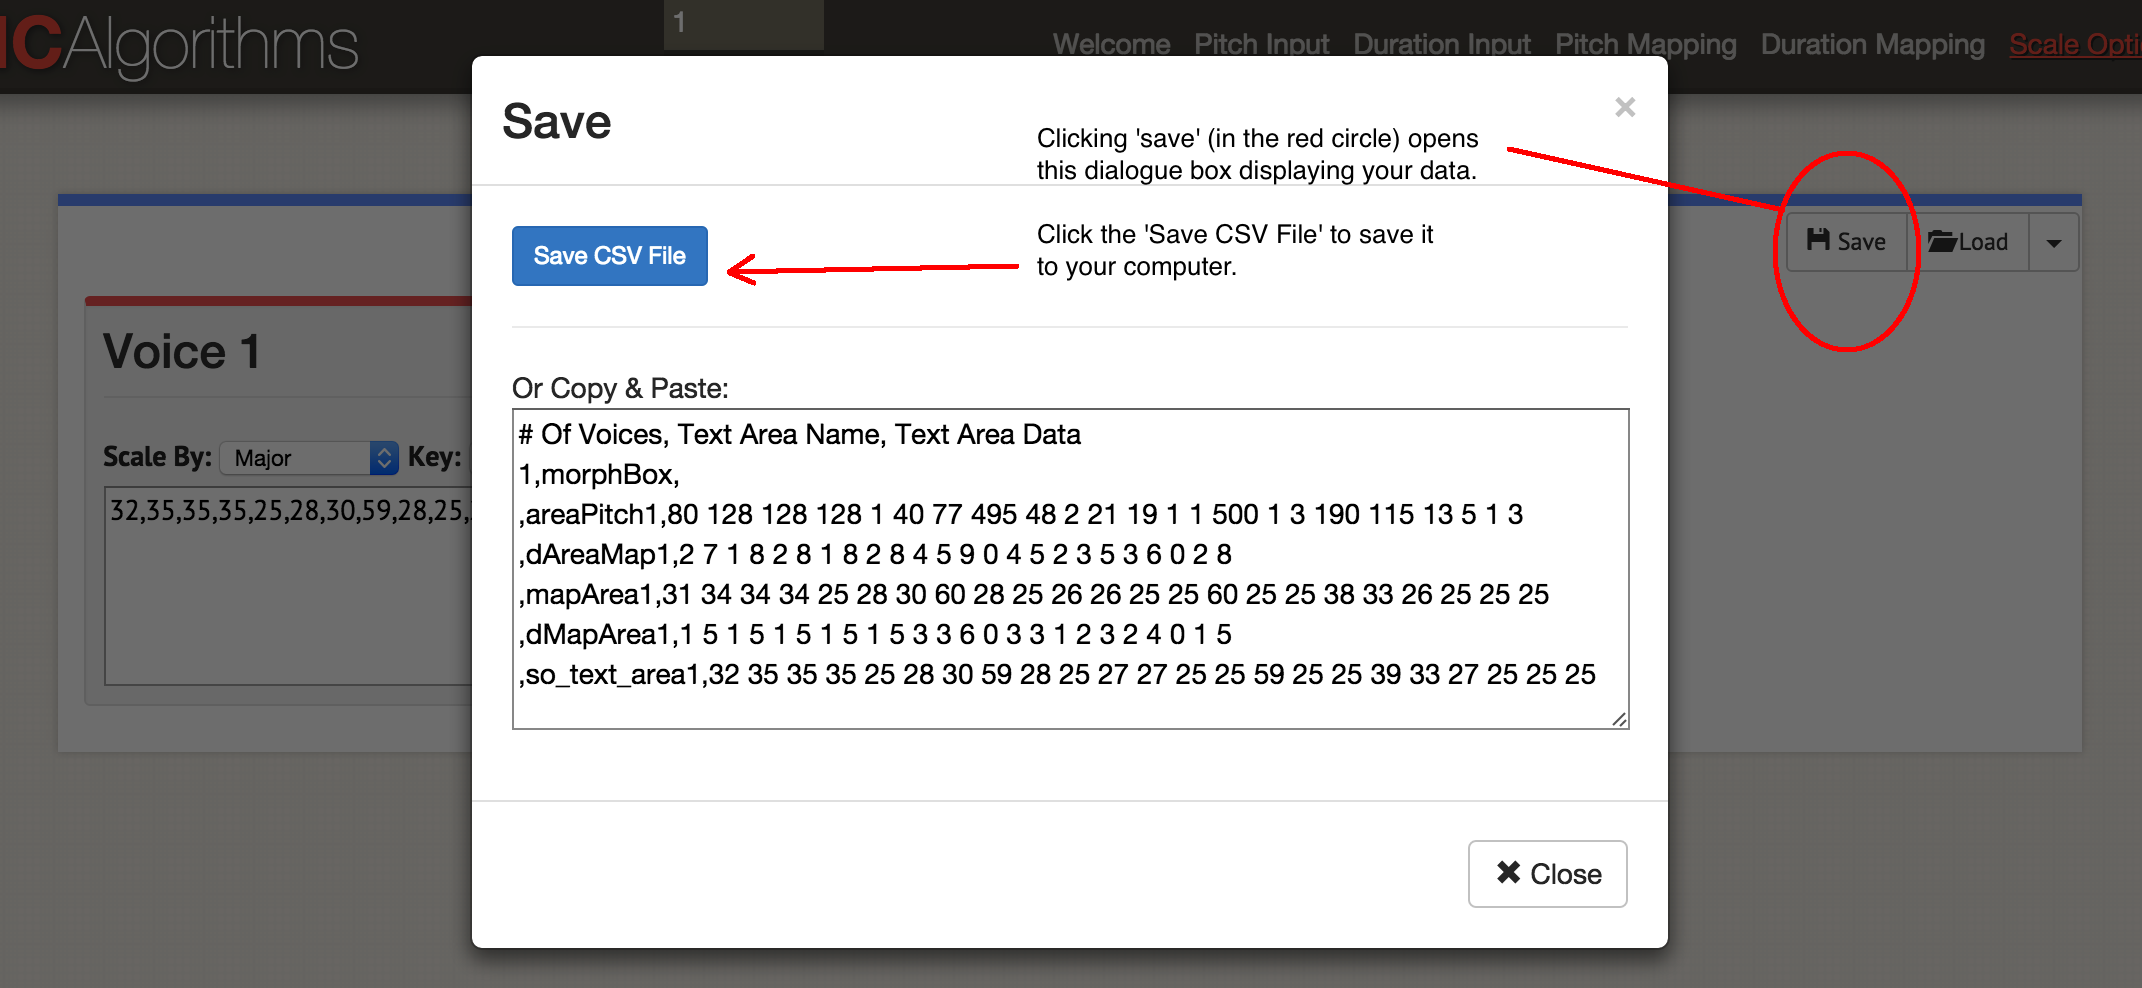 CAlgorithms
1
Welcome Pitch Input Duration Input Pitch Mapping Duration Mapping Scale Opti
Save
×
Clicking 'save' (in the red circle) opens
this dialogue box displaying your data.
Save CSV File
Click the 'Save CSV File' to save it
to your computer.
Save Load
Voice 1
Scale By: Major Key:
32,35,35,35,25,28,30,59,28,25,
Or Copy & Paste:
# Of Voices, Text Area Name, Text Area Data
1,morphBox,
,areaPitch1,80 128 128 128 1 40 77 495 48 2 21 19 1 1 500 1 3 190 115 13 5 1 3
,dAreaMap1,2 7 1 8 2 8 1 8 2 8 4 5 9 0 4 5 2 3 5 3 6 0 2 8
,mapArea1,31 34 34 34 25 28 30 60 28 25 26 26 25 25 60 25 25 38 33 26 25 25 25
,dMapArea1,1 5 1 5 1 5 1 5 1 5 3 3 6 0 3 3 1 2 3 2 4 0 1 5
,so_text_area1,32 35 35 35 25 28 30 59 28 25 27 27 25 25 59 25 25 39 33 27 25 25 25
Close